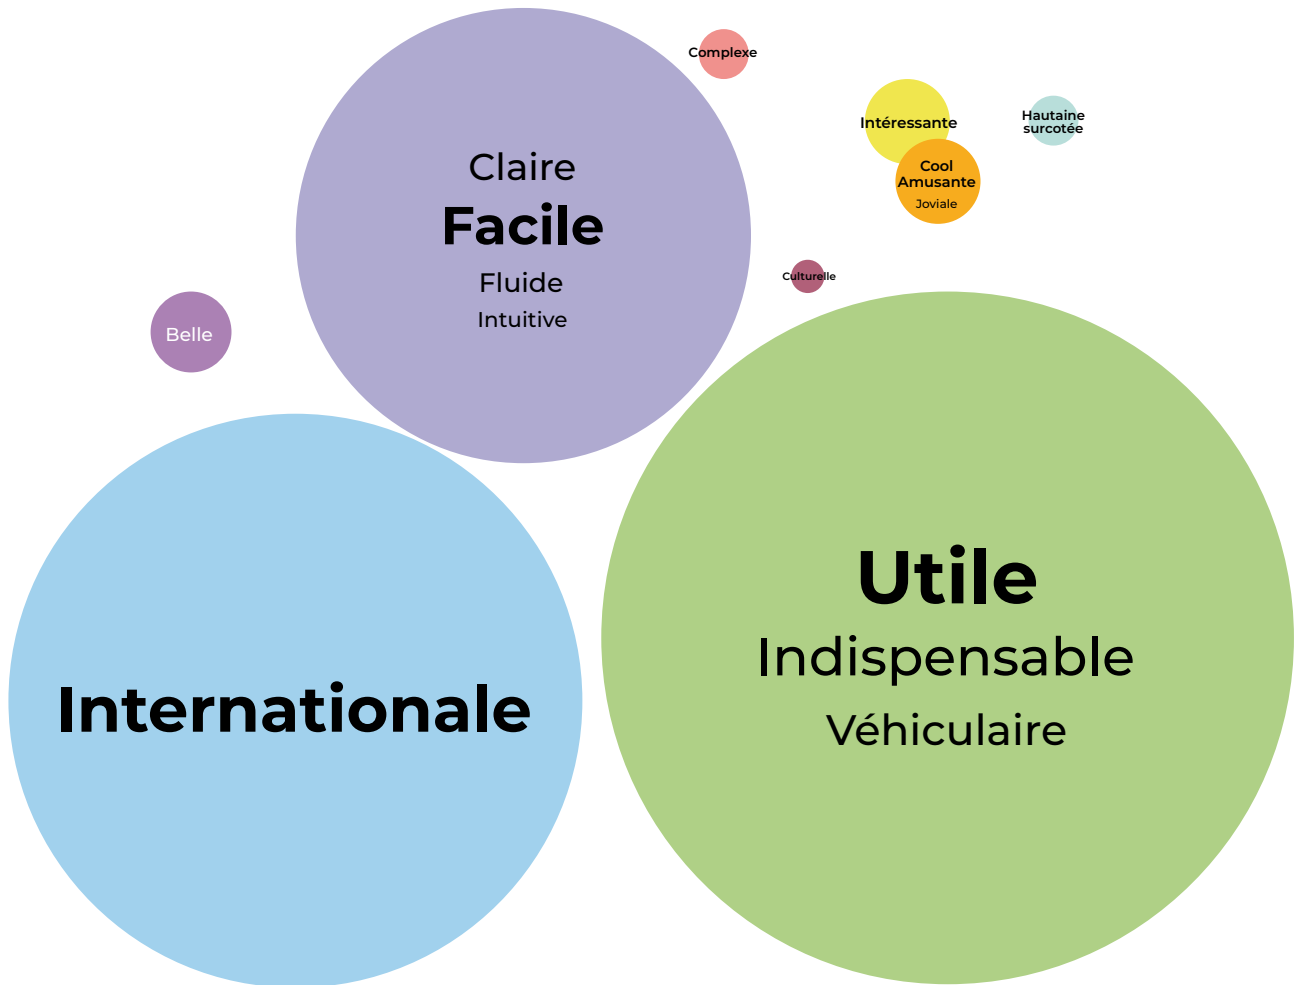 Complexe
Intéressante
Hautaine
surcotée
Cool
Amusante
Joviale
Claire
Facile
Fluide
Intuitive
Culturelle
Belle
Utile
Indispensable
Véhiculaire
Internationale